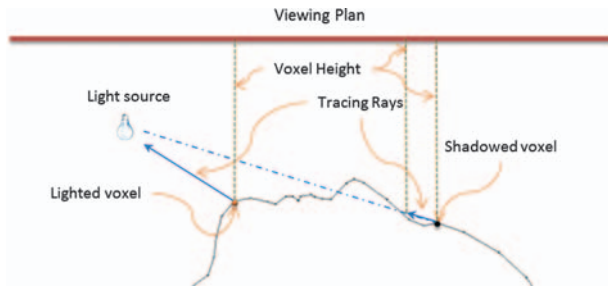 Viewing Plan
Voxel Height
Light source
Tracing Rays
Shadowed voxel
Lighted voxel